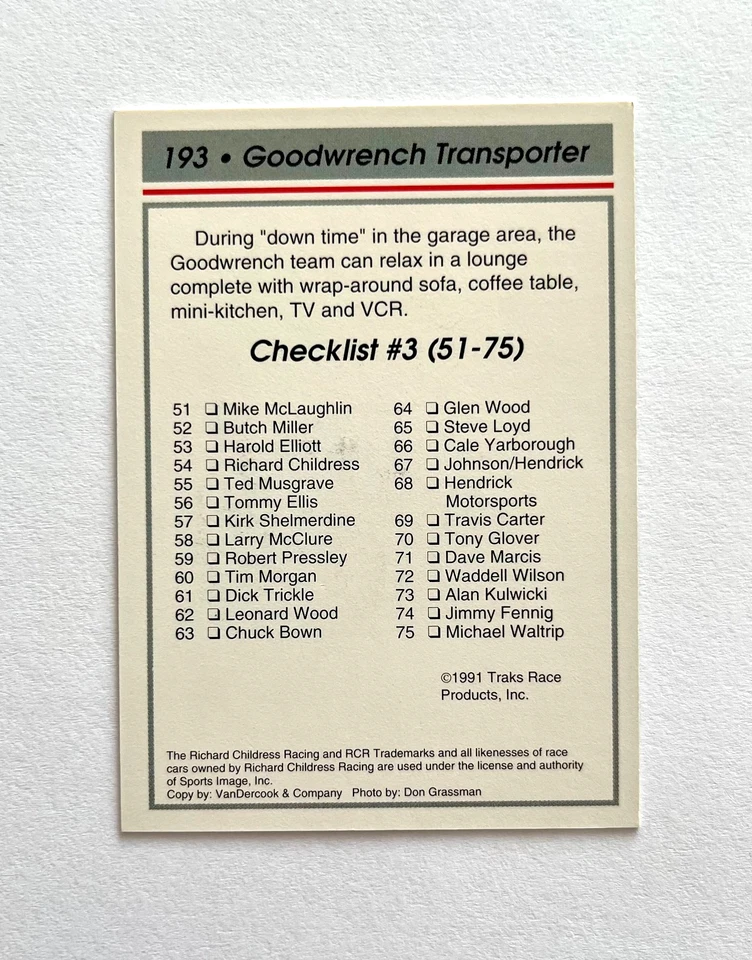 193 • Goodwrench Transporter
During "down time" in the garage area, the
Goodwrench team can relax in a lounge
complete with wrap-around sofa, coffee table,
mini-kitchen, TV and VCR.
Checklist #3 (51-75)
51 ❑ Mike McLaughlin
52 ❑ Butch Miller
53 ❑ Harold Elliott
54 ❑ Richard Childress
55 ❑ Ted Musgrave
56 ❑ Tommy Ellis
57 ❑ Kirk Shelmerdine
58 ❑ Larry McClure
59 ❑ Robert Pressley
60 ❑ Tim Morgan
61 ❑ Dick Trickle
62 ❑ Leonard Wood
63 ❑ Chuck Bown
64 ❑ Glen Wood
65 ❑ Steve Loyd
66 ❑ Cale Yarborough
67 ❑ Johnson/Hendrick
68 ❑ Hendrick
Motorsports
69 ❑ Travis Carter
70 ❑ Tony Glover
71 ❑ Dave Marcis
72 ❑ Waddell Wilson
73 ❑ Alan Kulwicki
74 ❑ Jimmy Fennig
75 ❑ Michael Waltrip
©1991 Traks Race
Products, Inc.
The Richard Childress Racing and RCR Trademarks and all likenesses of race
cars owned by Richard Childress Racing are used under the license and authority
of Sports Image, Inc.
Copy by: VanDercook & Company Photo by: Don Grassman